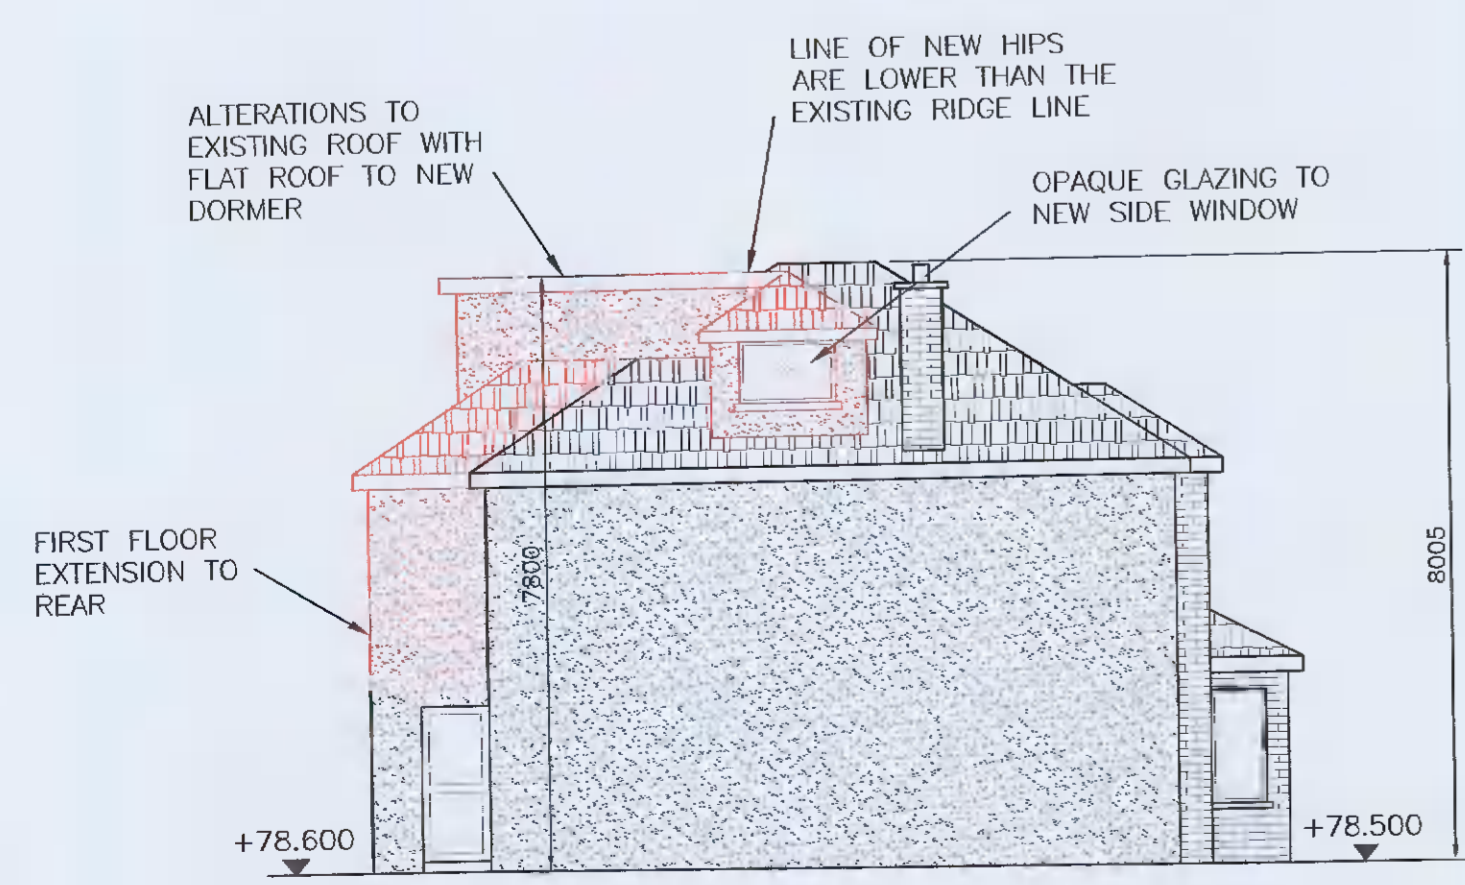 LINE OF NEW HIPS
ARE LOWER THAN THE
EXISTING RIDGE LINE
ALTERATIONS TO
EXISTING ROOF WITH
FLAT ROOF TO NEW
DORMER
OPAQUE GLAZING TO
NEW SIDE WINDOW
FIRST FLOOR
EXTENSION TO
REAR
7800
8005
+78.600
+78.500